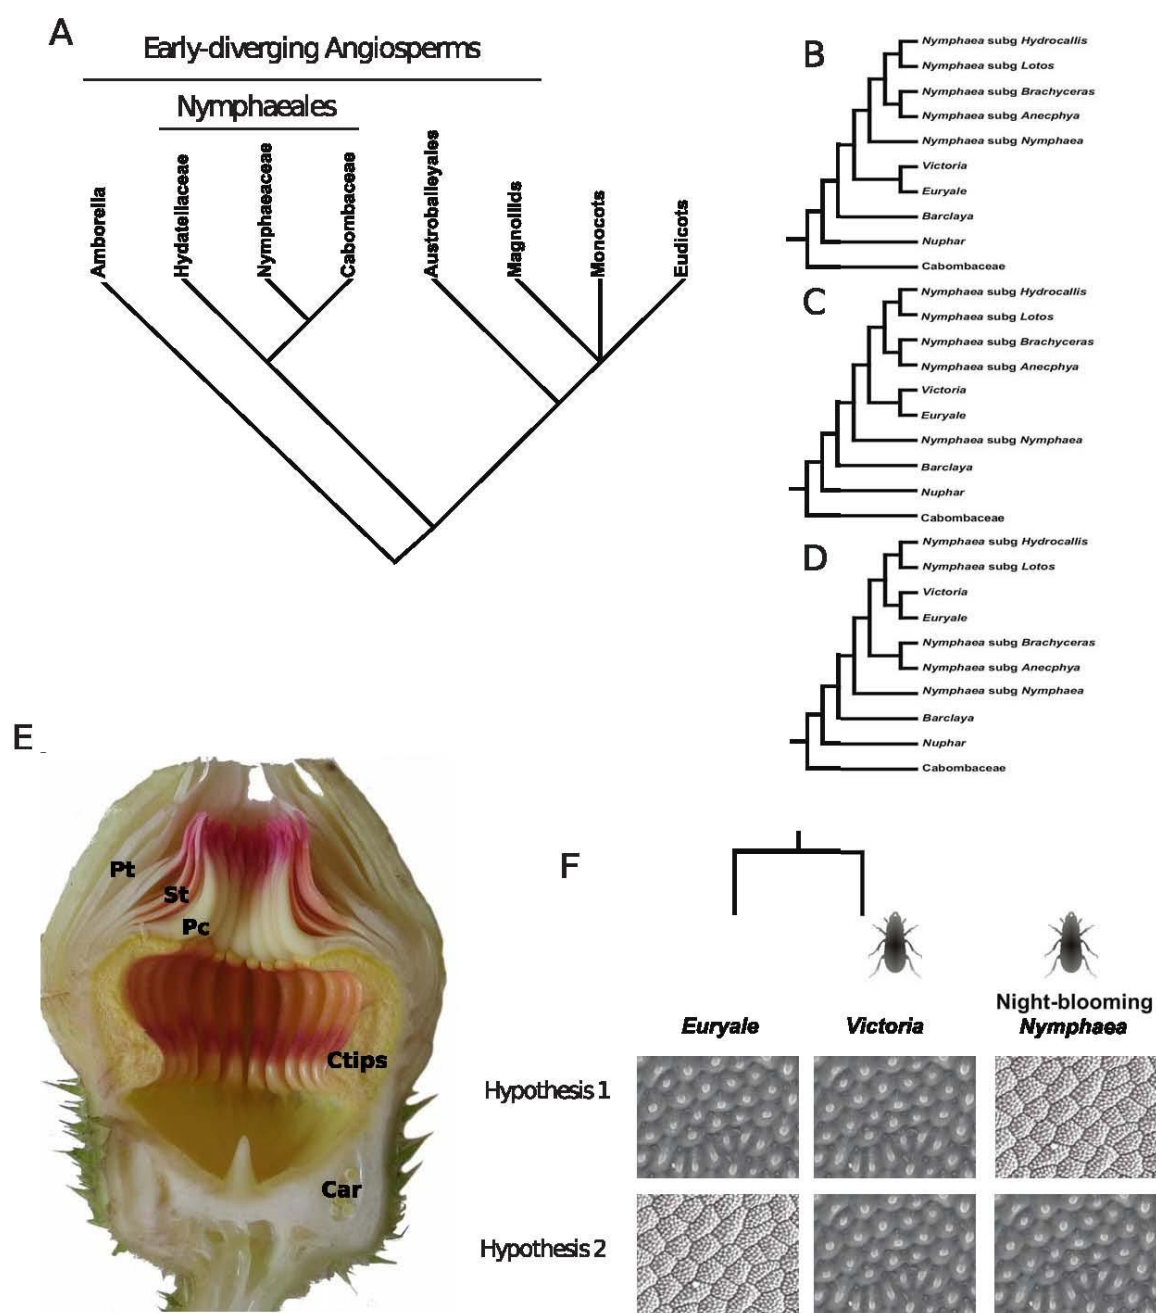 A
Early-diverging Angiosperms
Nymphaeales
Amborella
Hydatellaceae
Nymphaeaceae
Cabombaceae
Austrobaileyales
Magnoliids
Monocots
Eudicots
B
Nymphaea subg Hydrocallis
Nymphaea subg Lotos
Nymphaea subg Brachyceras
Nymphaea subg Anecphya
Nymphaea subg Nymphaea
Victoria
Euryale
Barclaya
Nuphar
Cabombaceae
C
Nymphaea subg Hydrocallis
Nymphaea subg Lotos
Nymphaea subg Brachyceras
Nymphaea subg Anecphya
Victoria
Euryale
Nymphaea subg Nymphaea
Barclaya
Nuphar
Cabombaceae
D
Nymphaea subg Hydrocallis
Nymphaea subg Lotos
Victoria
Euryale
Nymphaea subg Brachyceras
Nymphaea subg Anecphya
Nymphaea subg Nymphaea
Barclaya
Nuphar
Cabombaceae
E
Pt
St
Pc
Ctips
Car
F
Euryale
Victoria
Night-blooming
Nymphaea
Hypothesis 1
Hypothesis 2